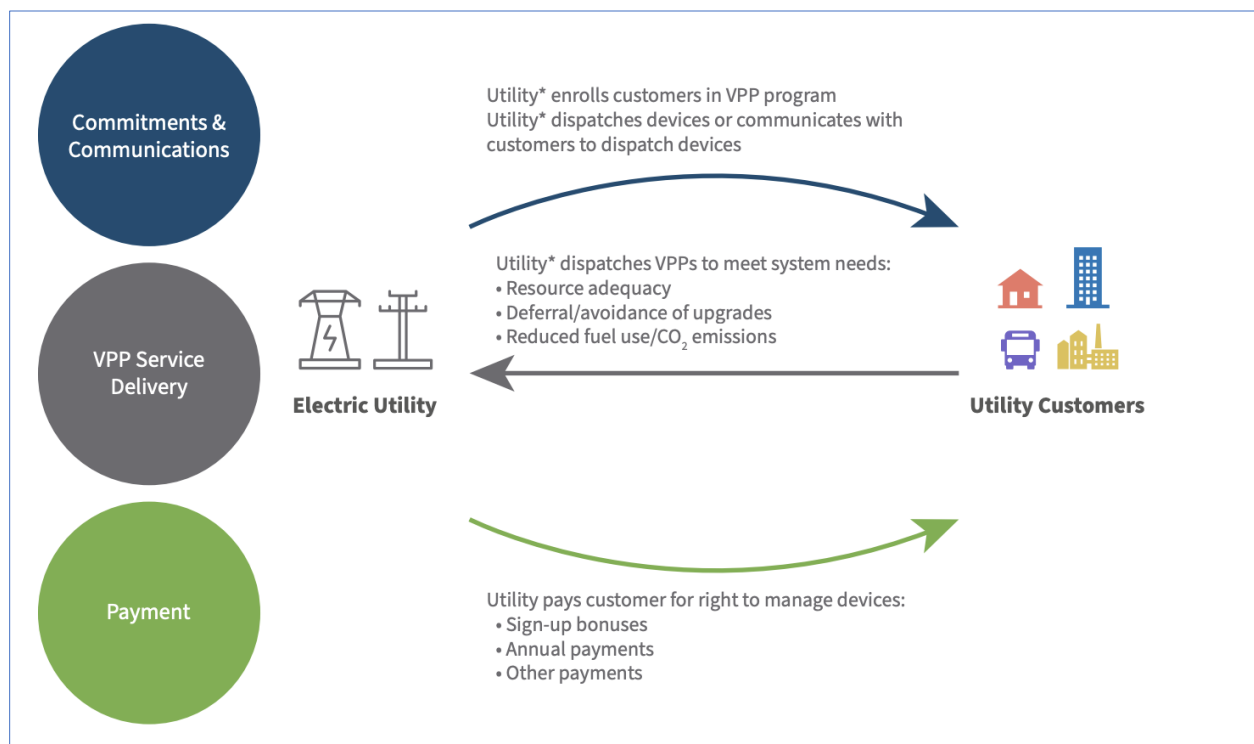 Commitments &
Communications
Utility* enrolls customers in VPP program
Utility* dispatches devices or communicates with
customers to dispatch devices
VPP Service
Delivery
Electric Utility
Utility* dispatches VPPs to meet system needs:
• Resource adequacy
• Deferral/avoidance of upgrades
• Reduced fuel use/CO₂ emissions
Utility Customers
Payment
Utility pays customer for right to manage devices:
• Sign-up bonuses
• Annual payments
• Other payments